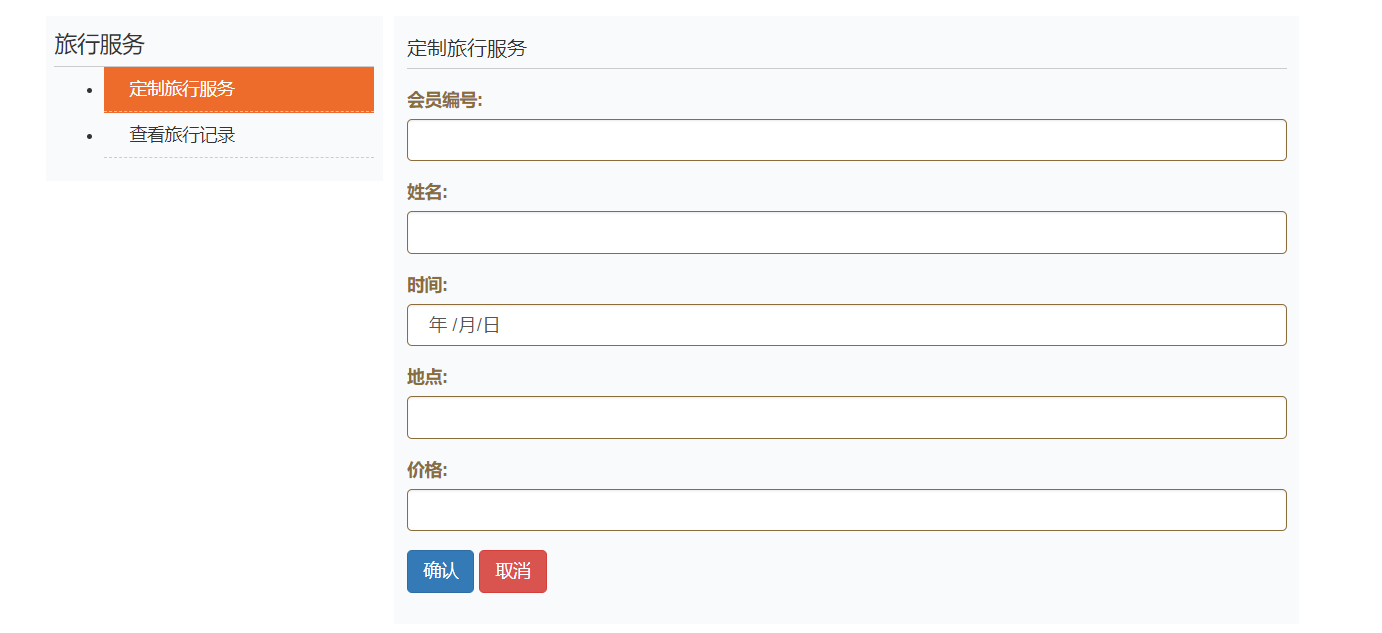 旅行服务
定制旅行服务
查看旅行记录
定制旅行服务
会员编号:
姓名:
时间:
年 /月/日
地点:
价格:
确认 取消